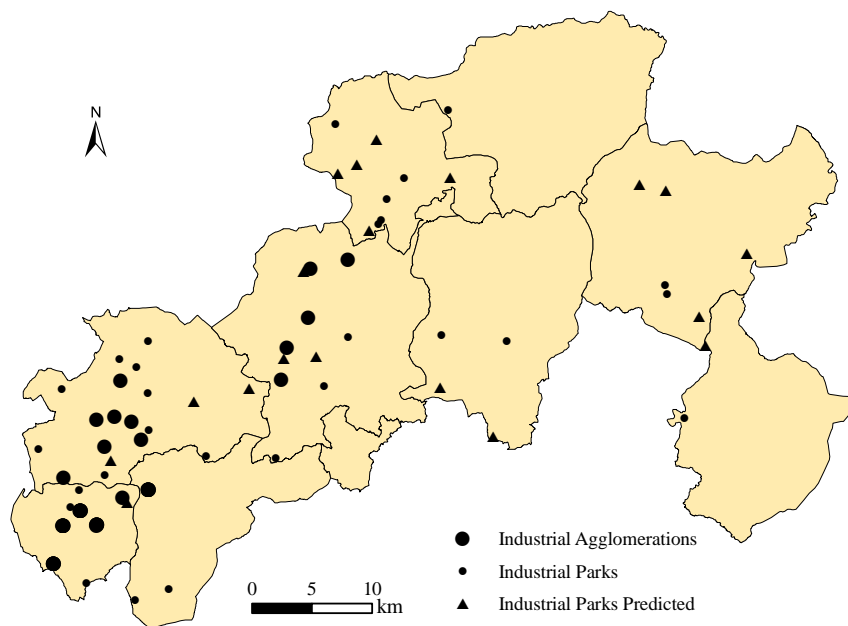 N
Industrial Agglomerations
Industrial Parks
Industrial Parks Predicted
0 5 10
km